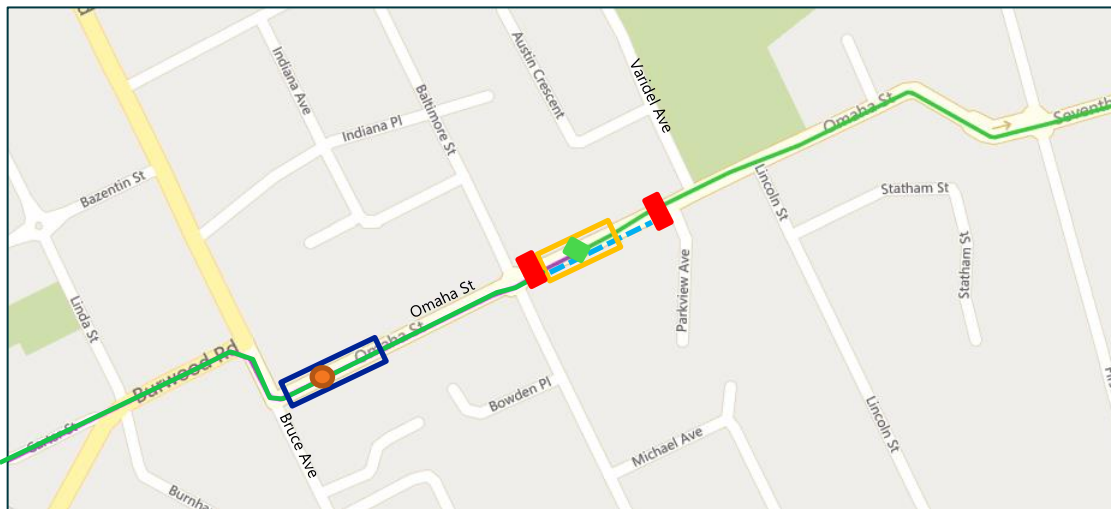 Indiana Ave
Austin Crescent
Varidel Ave
Baltimore St
Indiana Pl
Omaha St
Seventh
Bazentin St
Lincoln St
Statham St
Statham St
Parkview Ave
Linda St
Omaha St
Omaha St
Burwood Rd
Bowden Pl
Bruce Ave
Lincoln St
Michael Ave
Burnha